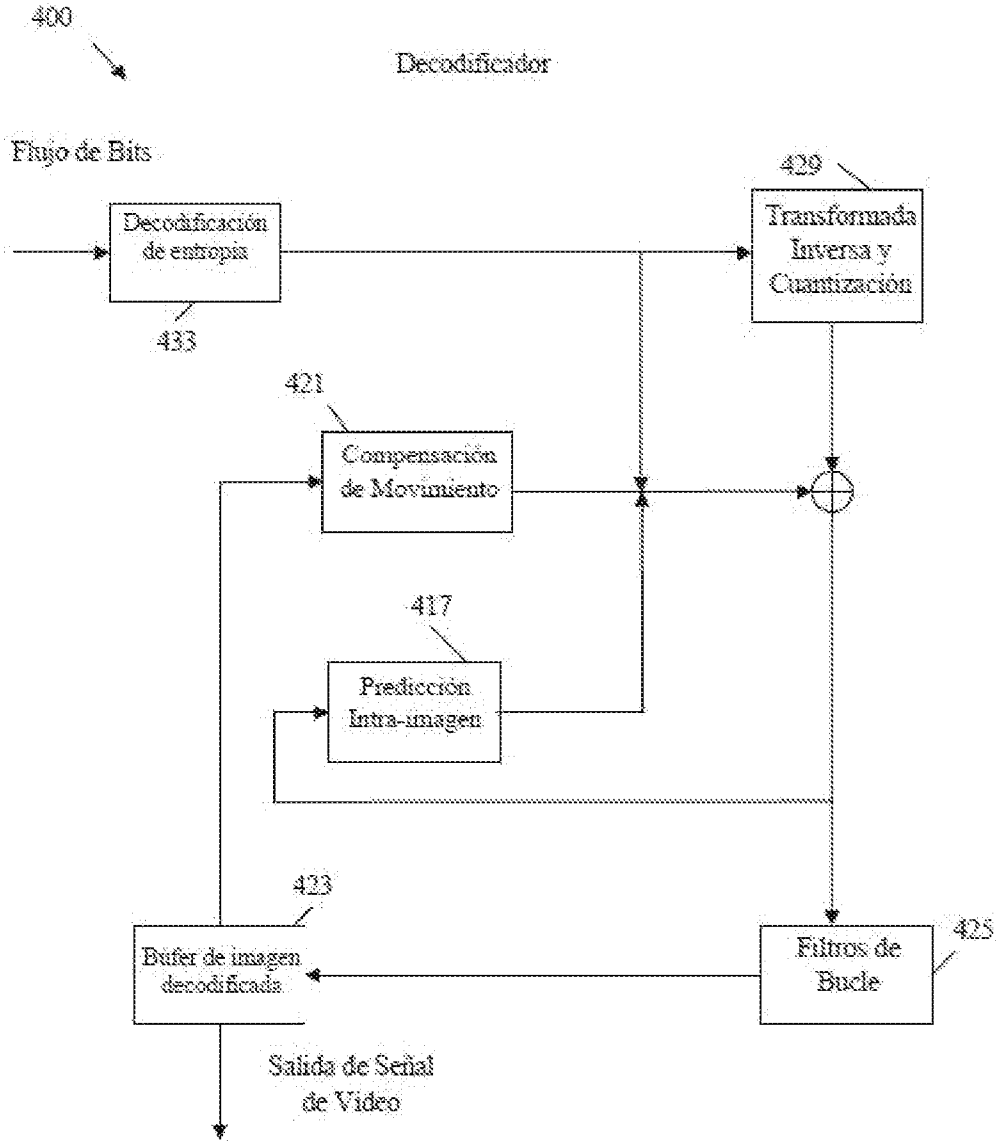 400
Decodificador
Flujo de Bits
429
Decodificación
de entropía
Transformada
Inversa y
Cuantización
433
421
Compensación
de Movimiento
417
Predicción
Intra-imagen
423
Búfer de imagen
decodificada
425
Filtros de
Bucle
Salida de Señal
de Video